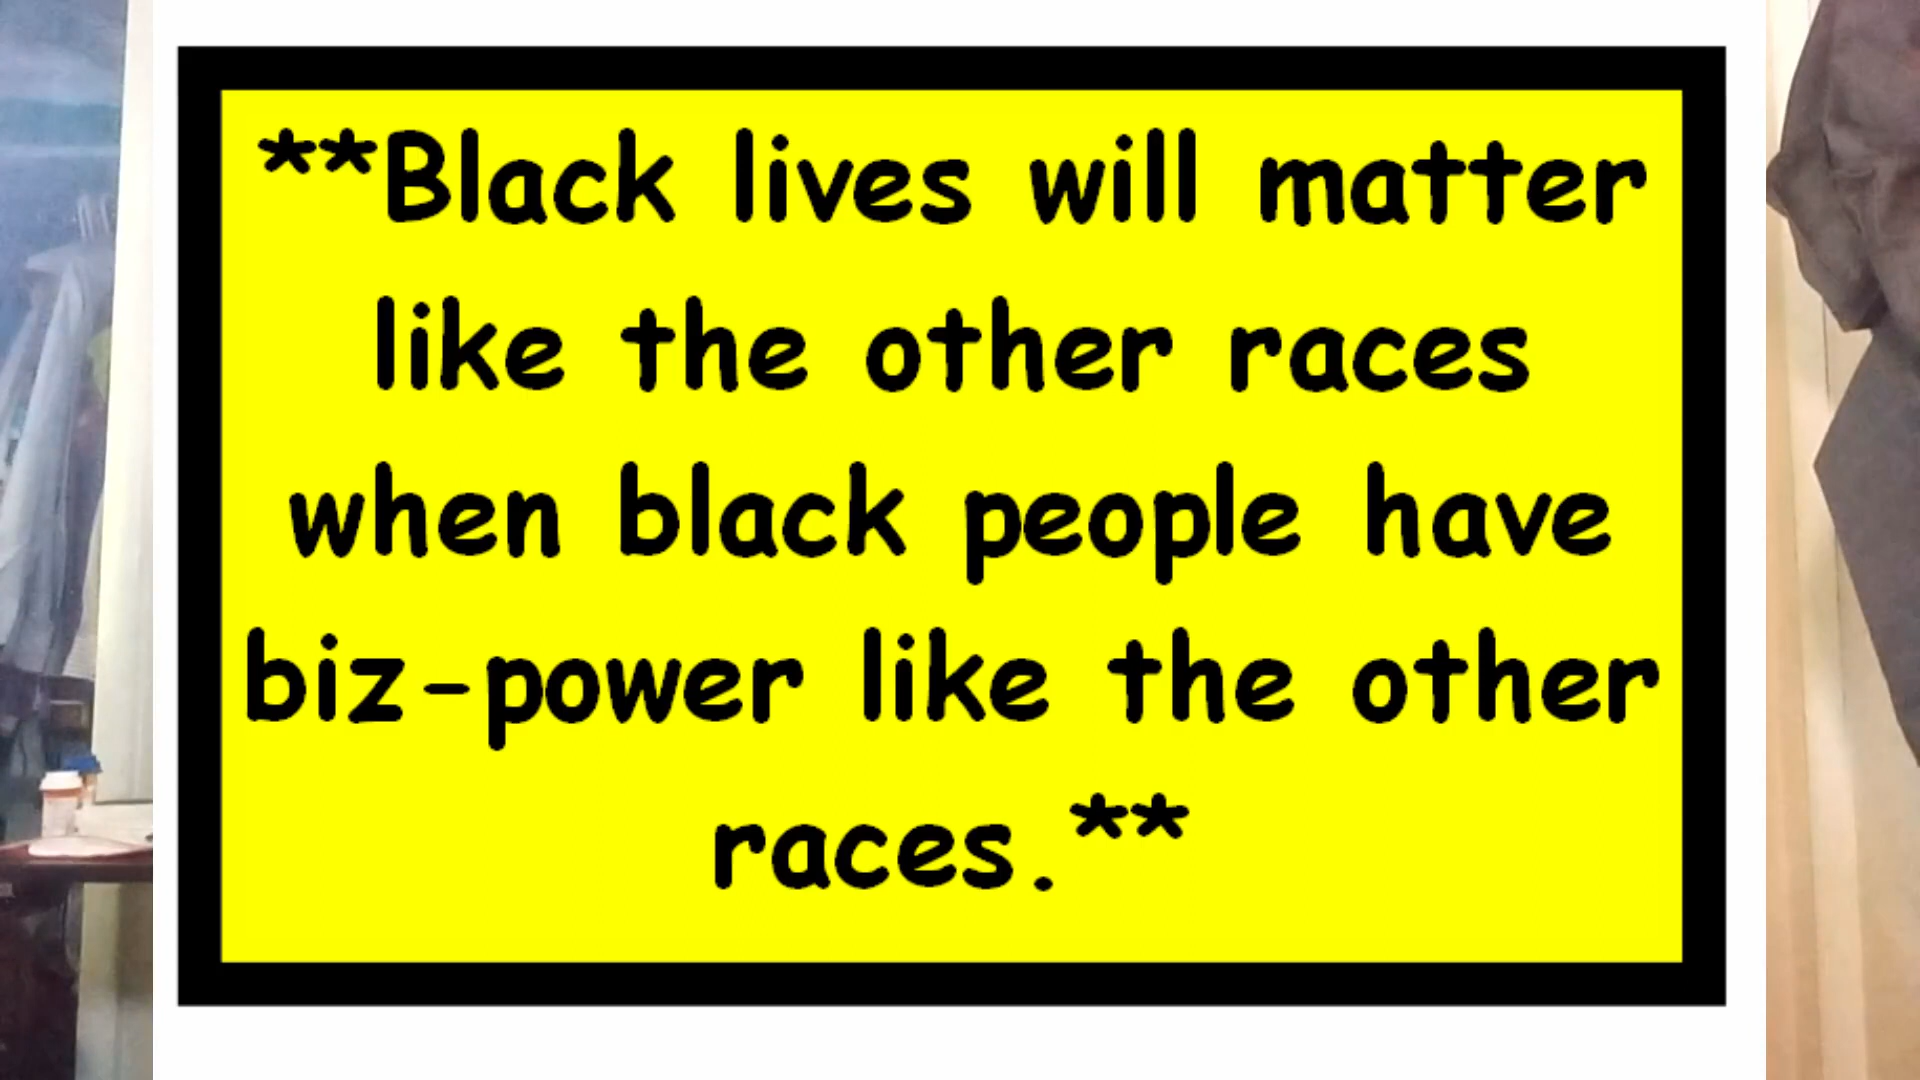 **Black lives will matter
like the other races
when black people have
biz-power like the other
races.**